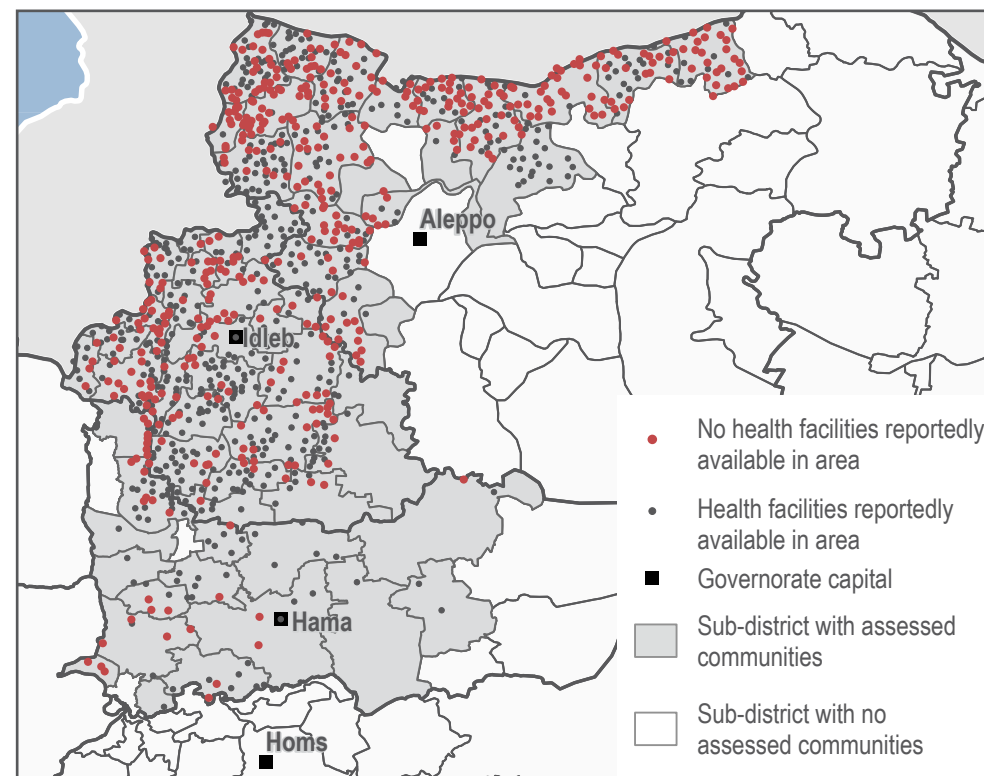 Aleppo
Idleb
Hama
Homs
No health facilities reportedly
available in area
Health facilities reportedly
available in area
Governorate capital
Sub-district with assessed
communities
Sub-district with no
assessed communities